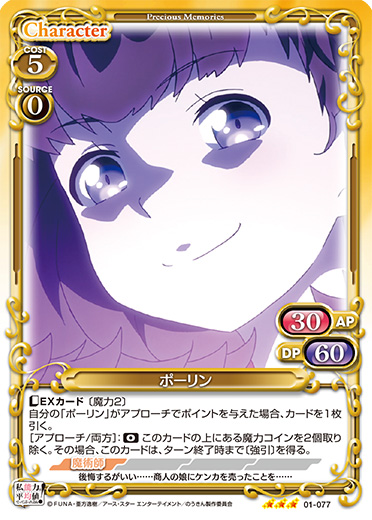 Precious Memories
Character
COST
5
SOURCE
0
30 AP
DP 60
ポーリン
EXカード〔魔力2〕
自分の「ポーリン」がアプローチでポイントを与えた場合、カードを1枚
引く。
[アプローチ/両方]: このカードの上にある魔力コインを2個取り
除く。その場合、このカードは、ターン終了時まで〔強引〕を得る。
魔術師
後悔するがいい……商人の娘にケンカを売ったことを……
私、能力は
平均値
©FUNA・亜方逸樹/アース・スター エンターテイメント/のうきん製作委員会
01-077